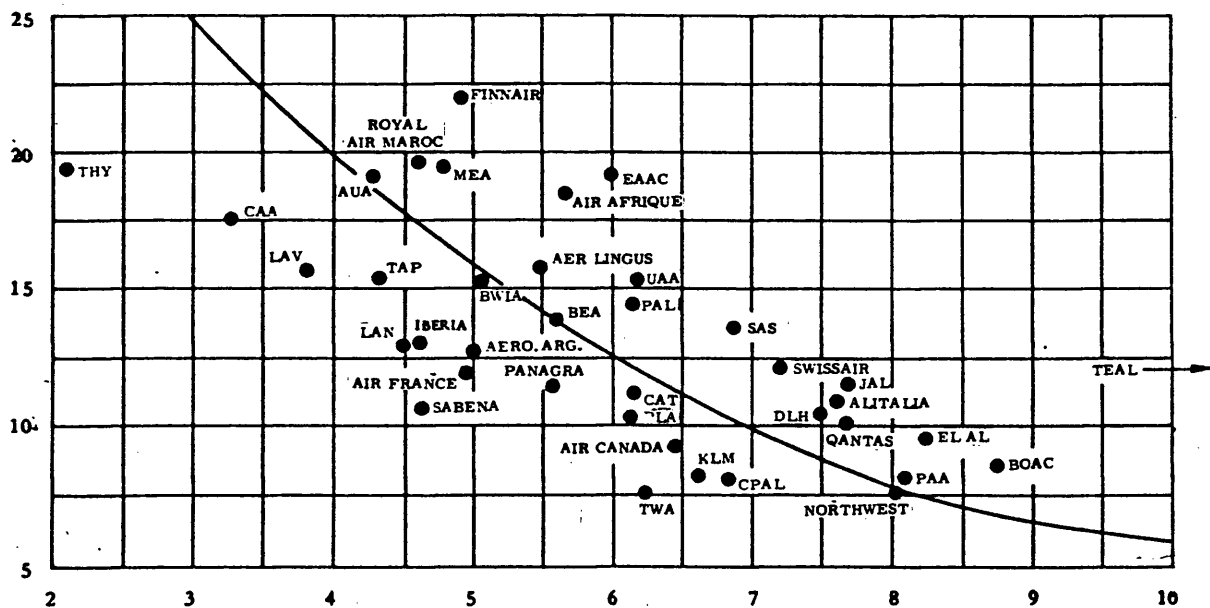 25
FINNAIR
ROYAL
AIR MAROC
20
THY
MEA
EAAC
AUA
AIR AFRIQUE
CAA
LAV
TAP
AER LINGUS
UAA
15
BWIA
BEA
PAL
SAS
LAN
IBERIA
AERO. ARG.
AIR FRANCE
PANAGRA
SWISSAIR
TEAL
JAL
SABENA
CAT
ALITALIA
DLH
10
QANTAS
AIR CANADA
EL AL
KLM
CPAL
PAA
BOAC
TWA
NORTHWEST
5
2 3 4 5 6 7 8 9 10